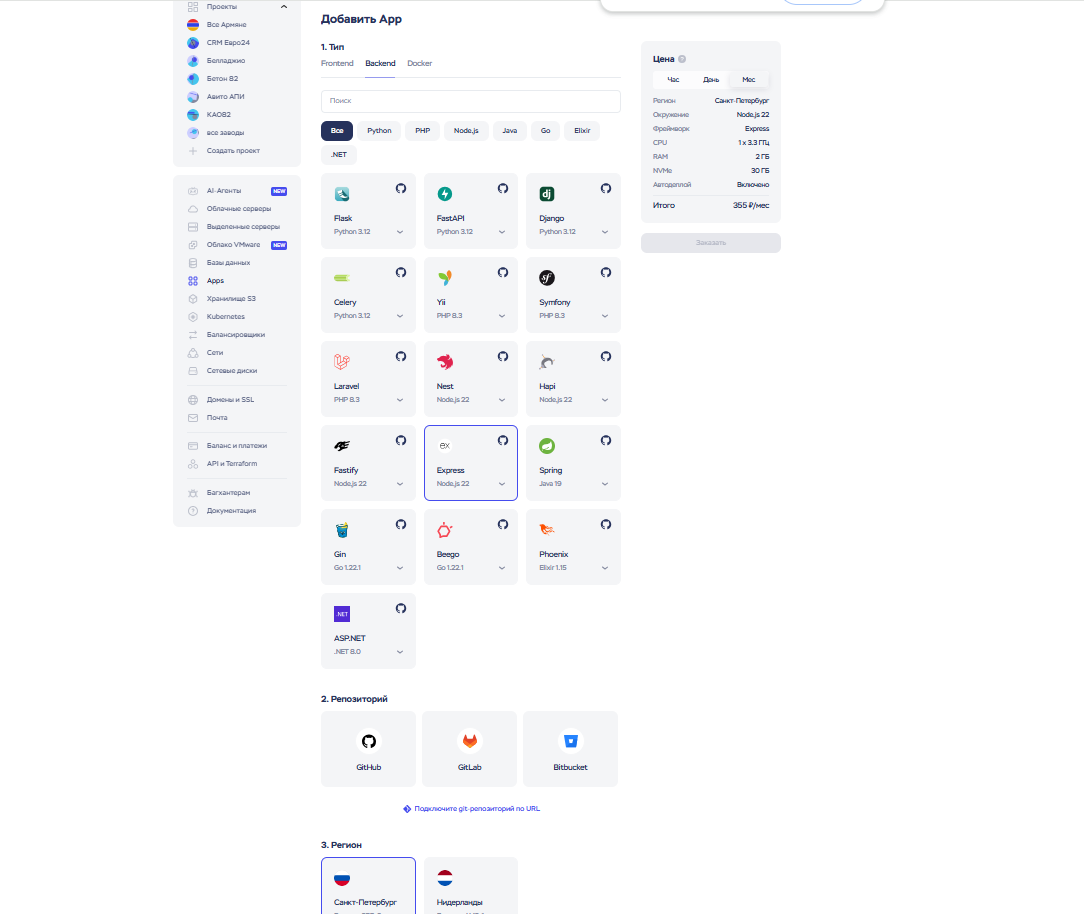 Проекты
Все Армяне
CRM Евро24
Белладжио
Бетон 82
Авито АПИ
КАО82
все заводы
Создать проект
AI-Агенты NEW
Облачные серверы
Выделенные серверы
Облако VMware NEW
Базы данных
Apps
Хранилище S3
Kubernetes
Балансировщики
Сети
Сетевые диски
Домены и SSL
Почта
Баланс и платежи
API и Terraform
Багхантерам
Документация
Добавить App
1. Тип
Frontend Backend Docker
Поиск
Все Python PHP Node.js Java Go Elixir
.NET
Flask
Python 3.12
FastAPI
Python 3.12
dj
Django
Python 3.12
Celery
Python 3.12
Yii
PHP 8.3
sf
Symfony
PHP 8.3
Laravel
PHP 8.3
Nest
Node.js 22
Hapi
Node.js 22
Fastify
Node.js 22
ex
Express
Node.js 22
Spring
Java 19
Gin
Go 1.22.1
Beego
Go 1.22.1
Phoenix
Elixir 1.15
.NET
ASP.NET
.NET 8.0
2. Репозиторий
GitHub
GitLab
Bitbucket
Подключите git-репозиторий по URL
3. Регион
Санкт-Петербург
Нидерланды
Цена ?
Час День Мес
Регион Санкт-Петербург
Окружение Node.js 22
Фреймворк Express
CPU 1 x 3.3 ГГц
RAM 2 ГБ
NVMe 30 ГБ
Автодеплой Включено
Итого 355 ₽/мес
Заказать